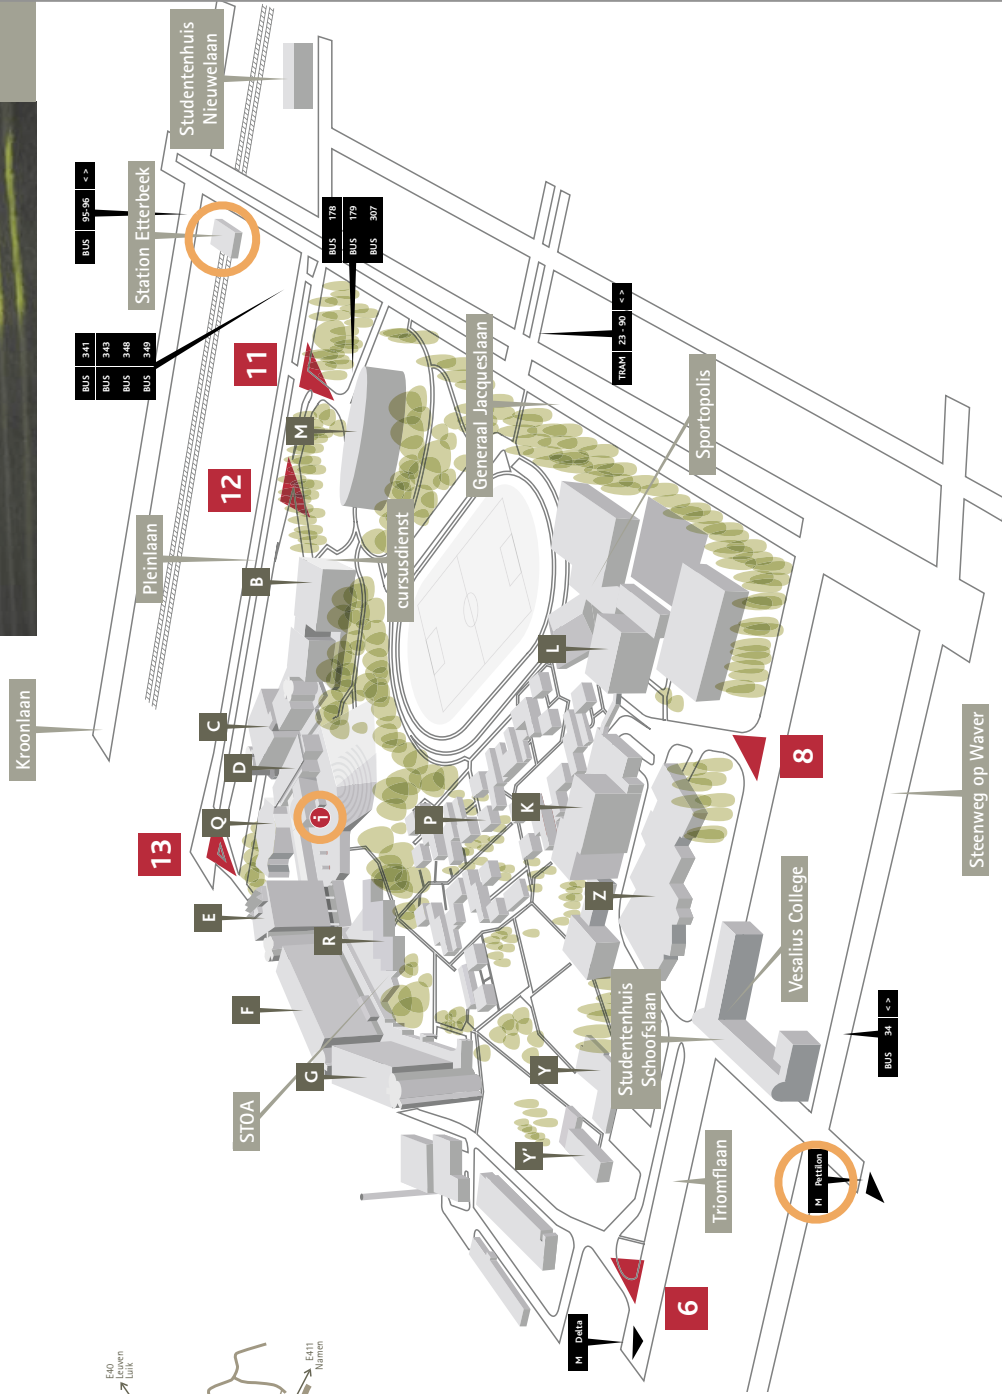 Studentenhuis
Nieuwelaan
BUS 95-96 < >
Station Etterbeek
BUS 178
BUS 179
BUS 307
BUS 341
BUS 343
BUS 348
BUS 349
11
TRAM 23 - 90 < >
Generaal Jacqueslaan
Sportopolis
M
12
Pleinlaan
cursusdienst
B
L
Kroonlaan
C
D
Q
i
13
P
K
8
Steenweg op Waver
E
R
Z
Vesalius College
F
G
Y
Studentenhuis
Schoofslaan
BUS 34 < >
STOA
Y'
Triomflaan
M Pettilon
6
M Delta
E40
Leuven
Luik
E411
Namen